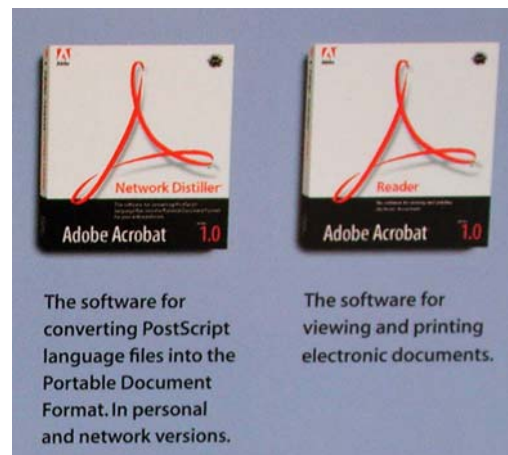 Adobe
Network Distiller
Adobe Acrobat 1.0
The software for
converting PostScript
language files into the
Portable Document
Format. In personal
and network versions.
Adobe
Reader
Adobe Acrobat 1.0
The software for
viewing and printing
electronic documents.